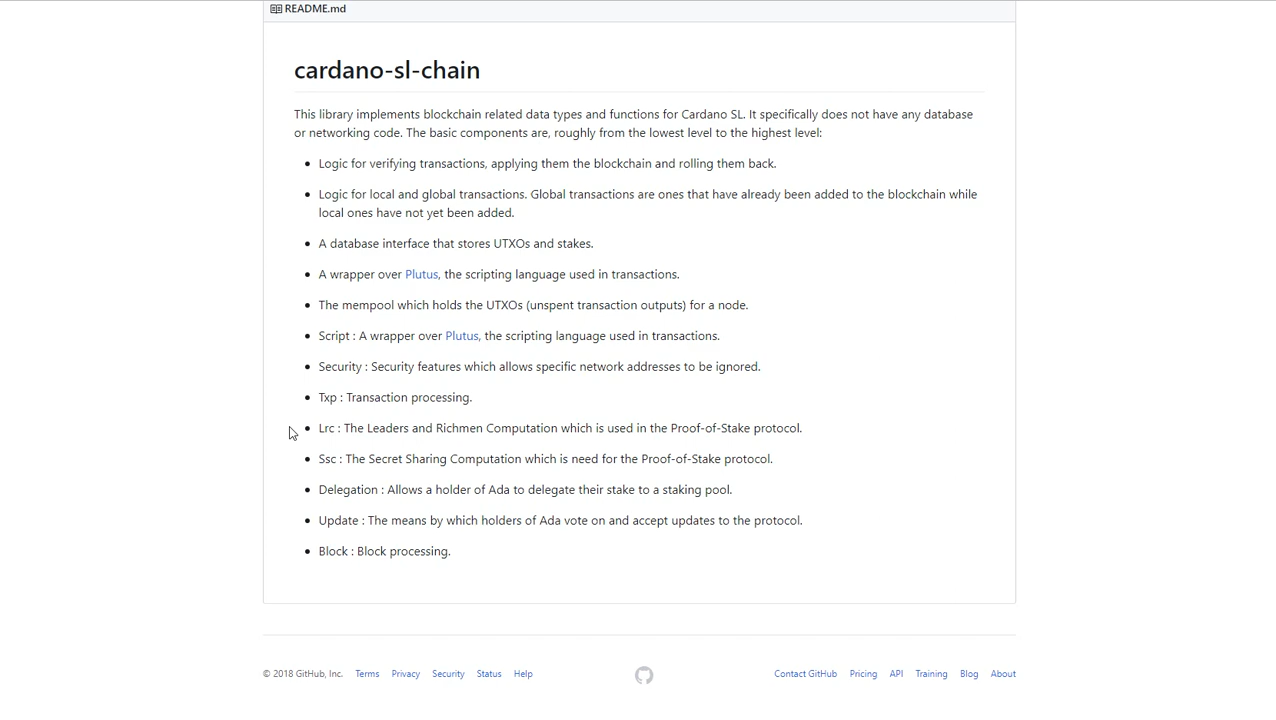 README.md
cardano-sl-chain
This library implements blockchain related data types and functions for Cardano SL. It specifically does not have any database
or networking code. The basic components are, roughly from the lowest level to the highest level:
• Logic for verifying transactions, applying them the blockchain and rolling them back.
• Logic for local and global transactions. Global transactions are ones that have already been added to the blockchain while
local ones have not yet been added.
• A database interface that stores UTXOs and stakes.
• A wrapper over Plutus, the scripting language used in transactions.
• The mempool which holds the UTXOs (unspent transaction outputs) for a node.
• Script : A wrapper over Plutus, the scripting language used in transactions.
• Security : Security features which allows specific network addresses to be ignored.
• Txp : Transaction processing.
• Lrc : The Leaders and Richmen Computation which is used in the Proof-of-Stake protocol.
• Ssc : The Secret Sharing Computation which is need for the Proof-of-Stake protocol.
• Delegation : Allows a holder of Ada to delegate their stake to a staking pool.
• Update : The means by which holders of Ada vote on and accept updates to the protocol.
• Block : Block processing.
© 2018 GitHub, Inc. Terms Privacy Security Status Help Contact GitHub Pricing API Training Blog About